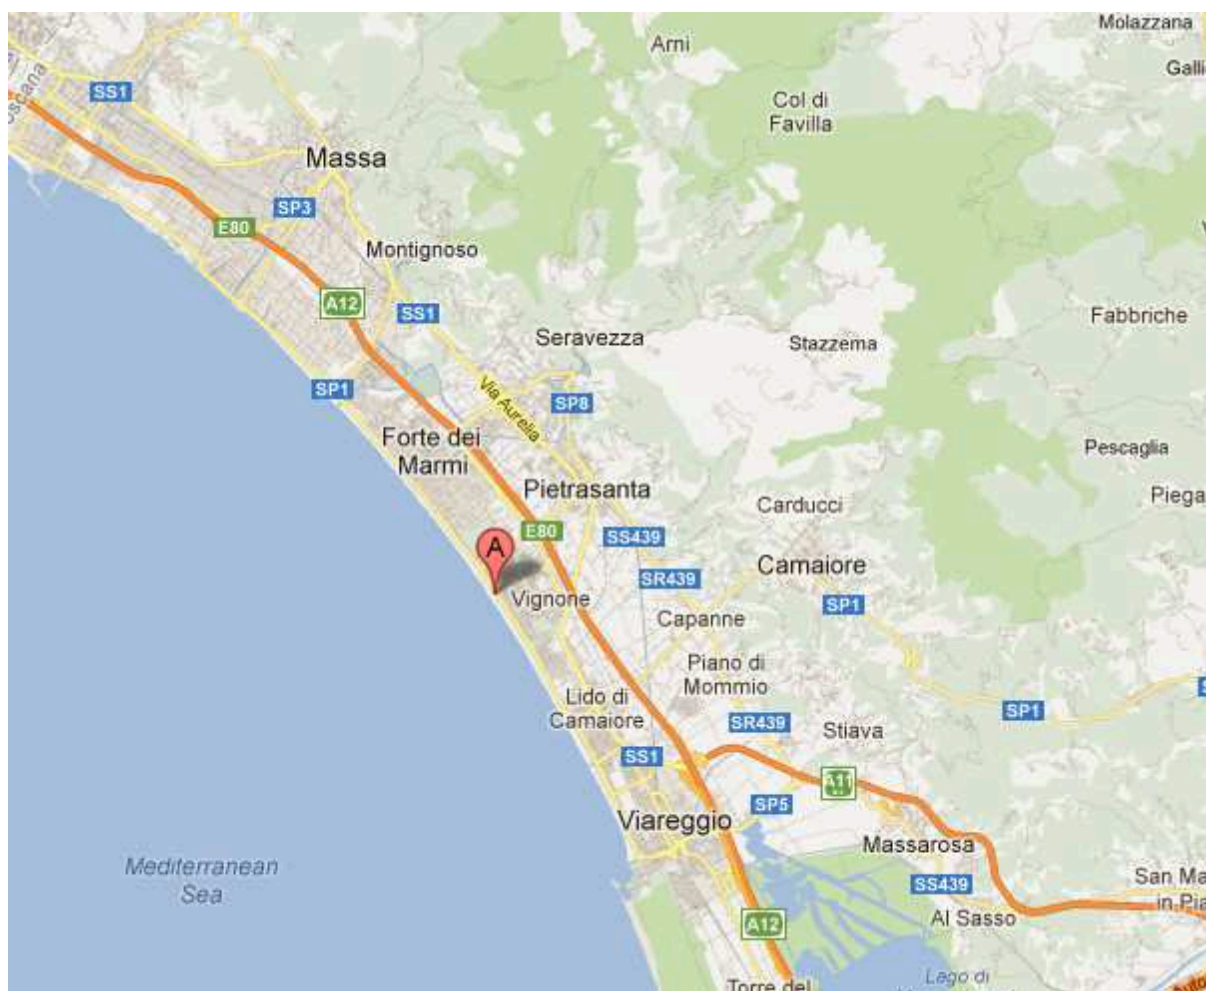 Molazzana
Arni
Galli
oscana
SS1
Col di
Favilla
Massa
SP3
E80
Montignoso
A12
SS1
Fabbriche
Seravezza
Stazzema
SP1
Via Aurelia
SP8
Forte dei
Marmi
Pescaglia
Pietrasanta
Piega
Carducci
E80
SS439
A
Camaiore
SR439
Vignone
SP1
Capanne
Piano di
Mommio
Lido di
Camaiore
SP1
SR439
Stiava
SS1
A11
SP5
Viareggio
Massarosa
Mediterranean
Sea
SS439
San Ma
in Pia
Al Sasso
A12
Lago di
Torre del
Auto